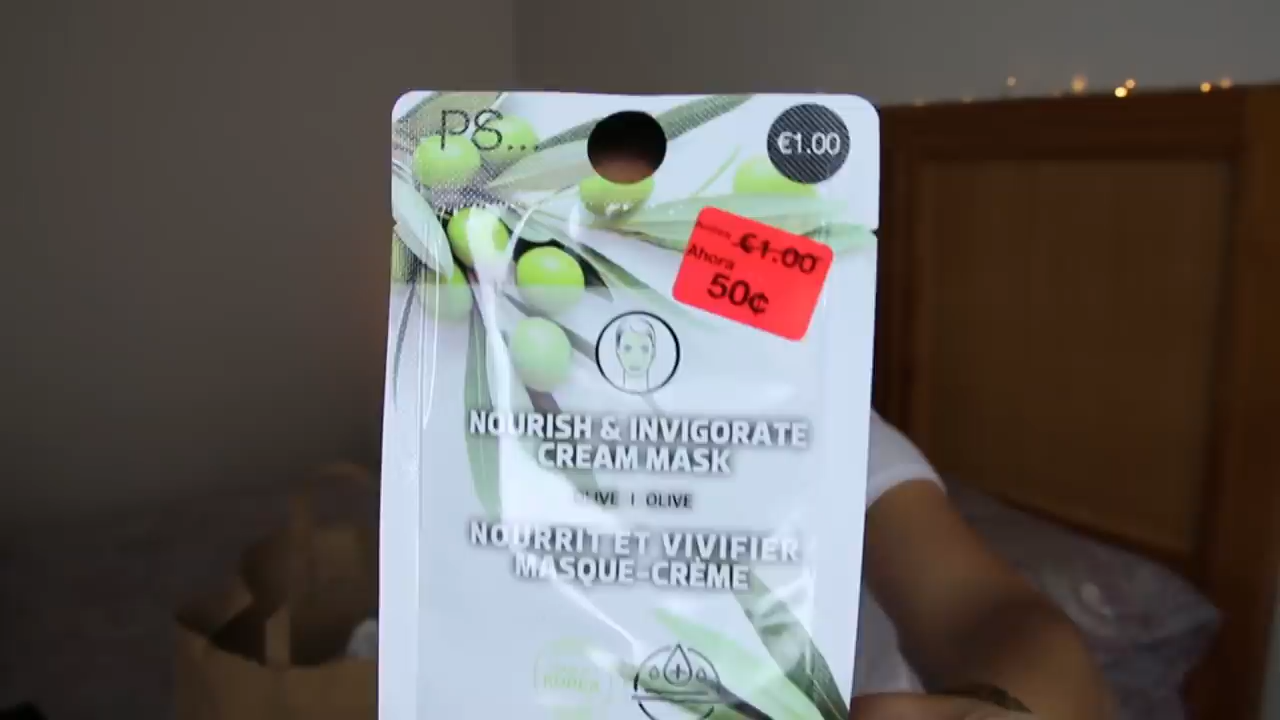 PS...
€1.00
€1.00
Ahora
50¢
NOURISH & INVIGORATE
CREAM MASK
OLIVE | OLIVE
NOURRIT ET VIVIFIER
MASQUE-CRÈME